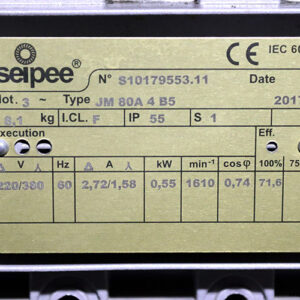 seipee CE IEC 60
N° S10179553.11 Date
Mot. 3 ~ Type JM 80A 4 B5 2017
8.1 kg I.CL. F IP 55 S 1
Execution Eff.
△ Y Hz △ Y kW min⁻¹ cosφ 100% 75
220/380 60 2,72/1,58 0,55 1610 0,74 71,6